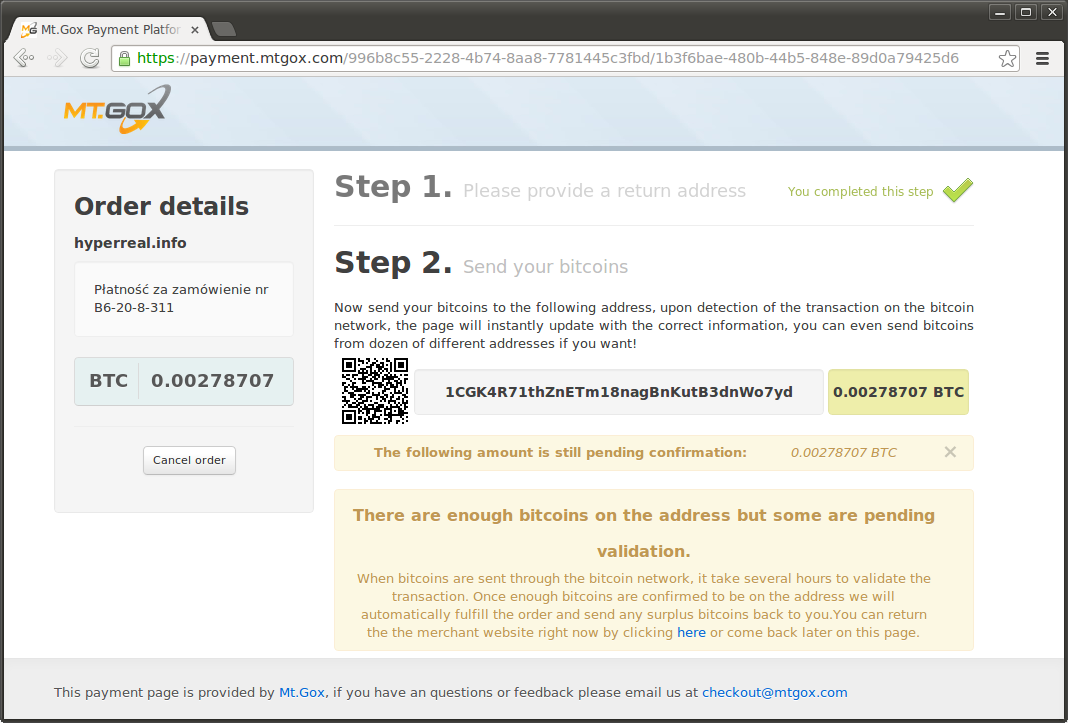 Mt.Gox Payment Platfor
https://payment.mtgox.com/996b8c55-2228-4b74-8aa8-7781445c3fbd/1b3f6bae-480b-44b5-848e-89d0a79425d6
MT.GOX
Order details
hyperreal.info
Płatność za zamówienie nr
B6-20-8-311
BTC 0.00278707
Cancel order
Step 1. Please provide a return address
You completed this step
Step 2. Send your bitcoins
Now send your bitcoins to the following address, upon detection of the transaction on the bitcoin
network, the page will instantly update with the correct information, you can even send bitcoins
from dozen of different addresses if you want!
1CGK4R71thZnETm18nagBnKutB3dnWo7yd
0.00278707 BTC
The following amount is still pending confirmation: 0.00278707 BTC
There are enough bitcoins on the address but some are pending
validation.
When bitcoins are sent through the bitcoin network, it take several hours to validate the
transaction. Once enough bitcoins are confirmed to be on the address we will
automatically fulfill the order and send any surplus bitcoins back to you.You can return
the the merchant website right now by clicking here or come back later on this page.
This payment page is provided by Mt.Gox, if you have an questions or feedback please email us at checkout@mtgox.com